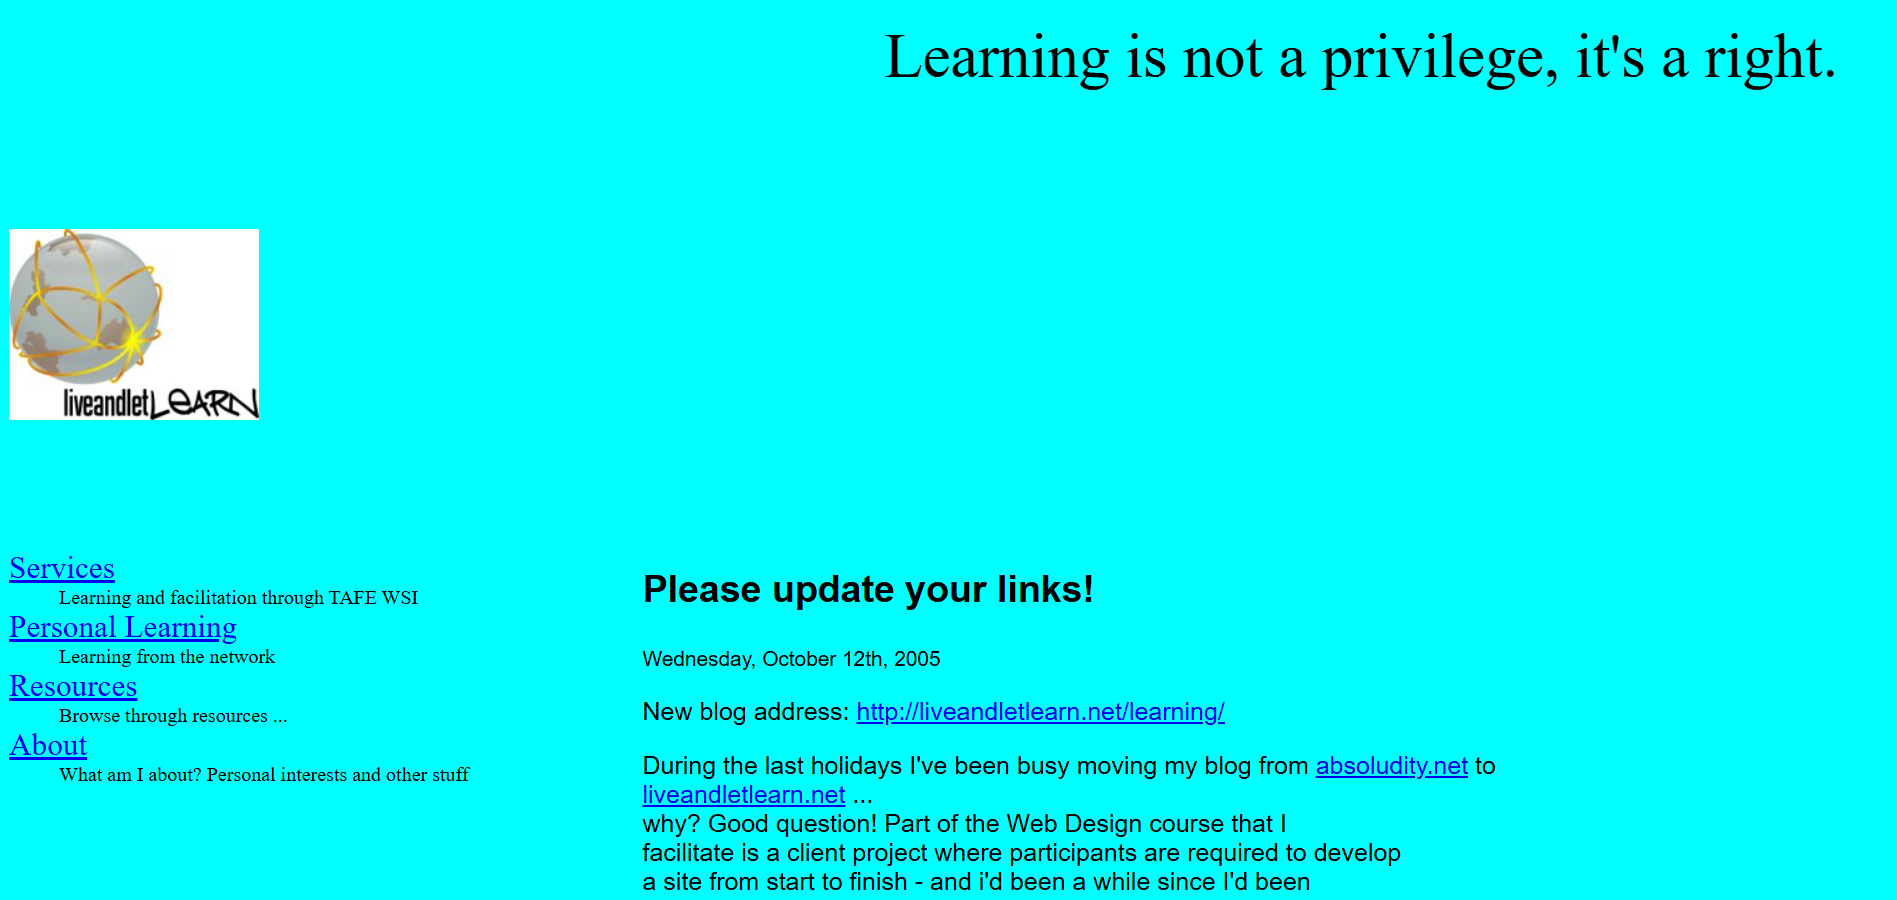 Learning is not a privilege, it's a right.
liveandletLEARN
Services
Learning and facilitation through TAFE WSI
Personal Learning
Learning from the network
Resources
Browse through resources ...
About
What am I about? Personal interests and other stuff
Please update your links!
Wednesday, October 12th, 2005
New blog address: http://liveandletlearn.net/learning/
During the last holidays I've been busy moving my blog from absoludity.net to
liveandletlearn.net ...
why? Good question! Part of the Web Design course that I
facilitate is a client project where participants are required to develop
a site from start to finish - and i'd been a while since I'd been